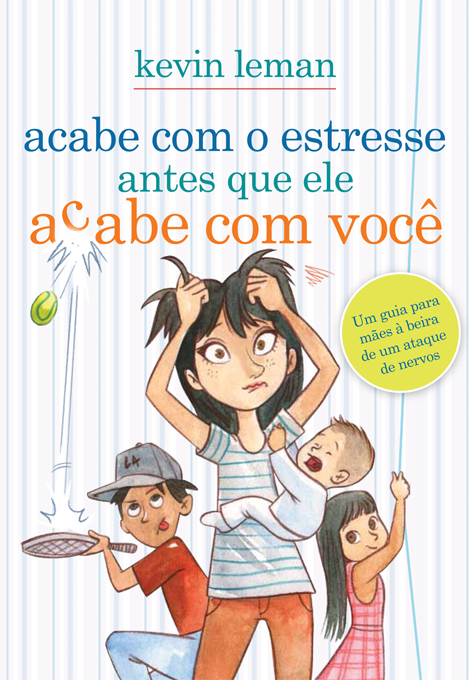 kevin leman
acabe com o estresse
antes que ele
acabe com você
Um guia para
mães à beira
de um ataque
de nervos
LA